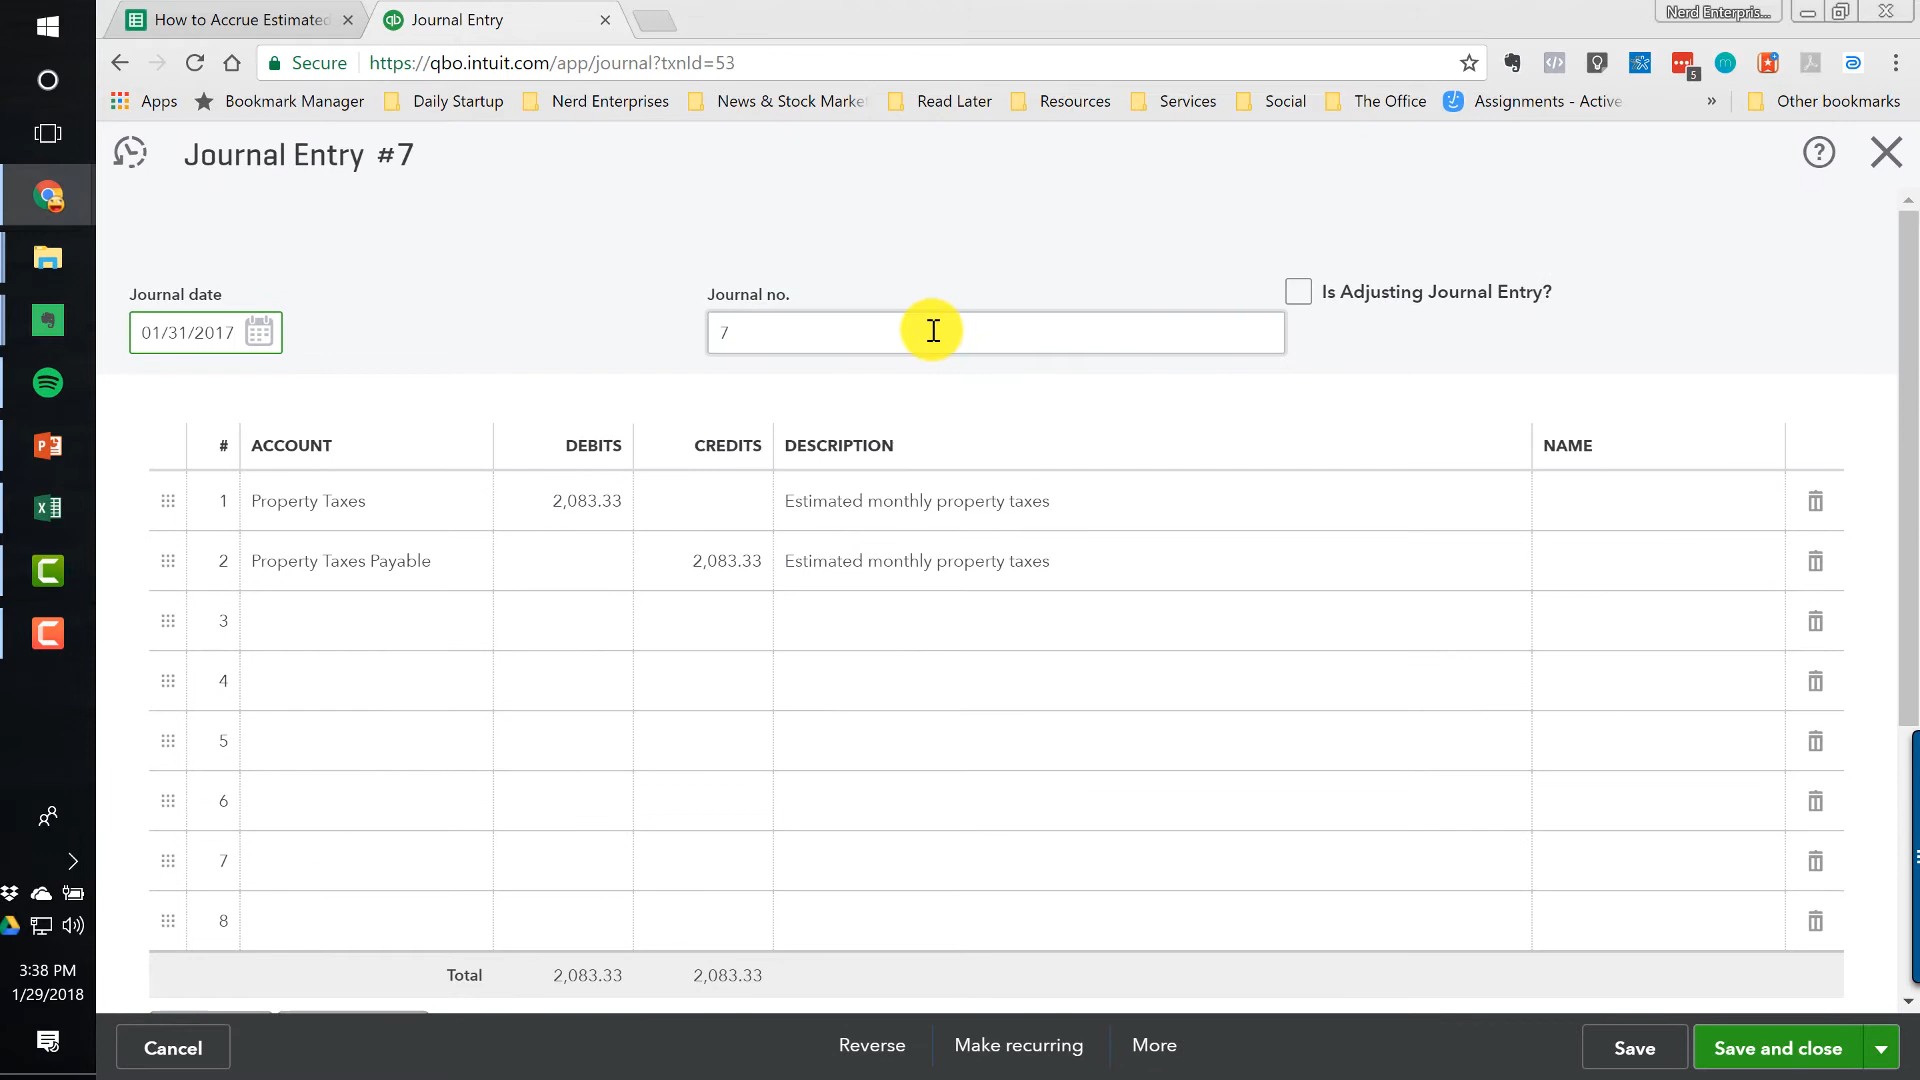 How to Accrue Estimated
Journal Entry
Nerd Enterpris...
Secure
https://qbo.intuit.com/app/journal?txnId=53
5
Apps
Bookmark Manager
Daily Startup
Nerd Enterprises
News & Stock Marke
Read Later
Resources
Services
Social
The Office
Assignments - Active
»
Other bookmarks
Journal Entry #7
Journal date
Journal no.
Is Adjusting Journal Entry?
01/31/2017
7
# ACCOUNT DEBITS CREDITS DESCRIPTION NAME
1 Property Taxes 2,083.33 Estimated monthly property taxes
2 Property Taxes Payable 2,083.33 Estimated monthly property taxes
3
4
5
6
7
8
Total 2,083.33 2,083.33
3:38 PM
1/29/2018
Cancel
Reverse
Make recurring
More
Save
Save and close